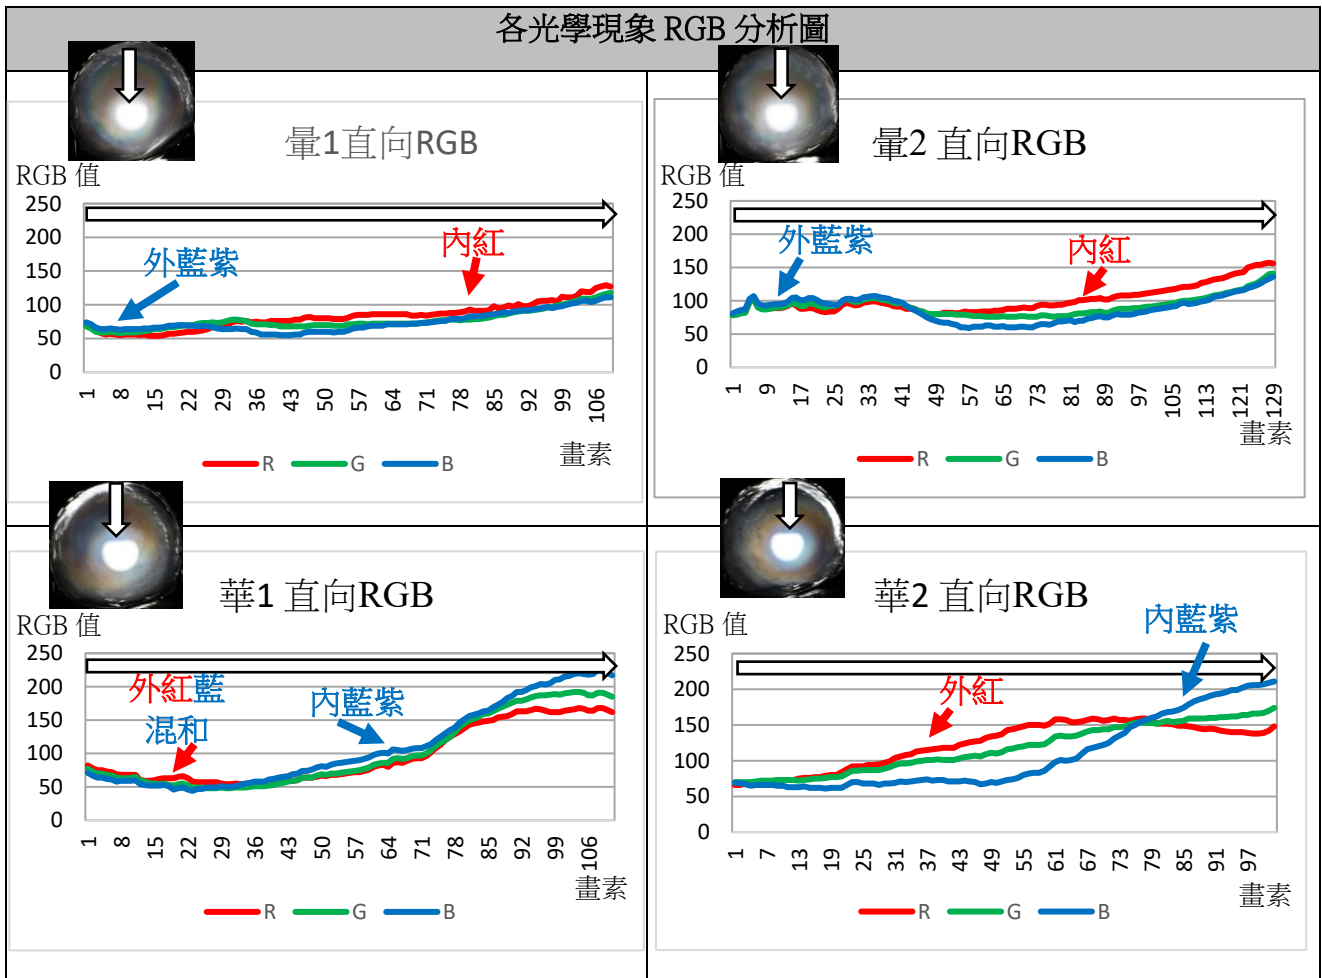 各光學現象 RGB 分析圖
暈1直向RGB
RGB 值
250
200
150
100
50
0
外藍紫
內紅
1 8 15 22 29 36 43 50 57 64 71 78 85 92 99 106
畫素
R G B
暈2 直向RGB
RGB 值
250
200
150
100
50
0
外藍紫
內紅
1 9 17 25 33 41 49 57 65 73 81 89 97 105 113 121 129
畫素
R G B
華1 直向RGB
RGB 值
250
200
150
100
50
0
外紅藍
混和
內藍紫
1 8 15 22 29 36 43 50 57 64 71 78 85 92 99 106
畫素
R G B
華2 直向RGB
RGB 值
250
200
150
100
50
0
外紅
內藍紫
1 7 13 19 25 31 37 43 49 55 61 67 73 79 85 91 97
畫素
R G B